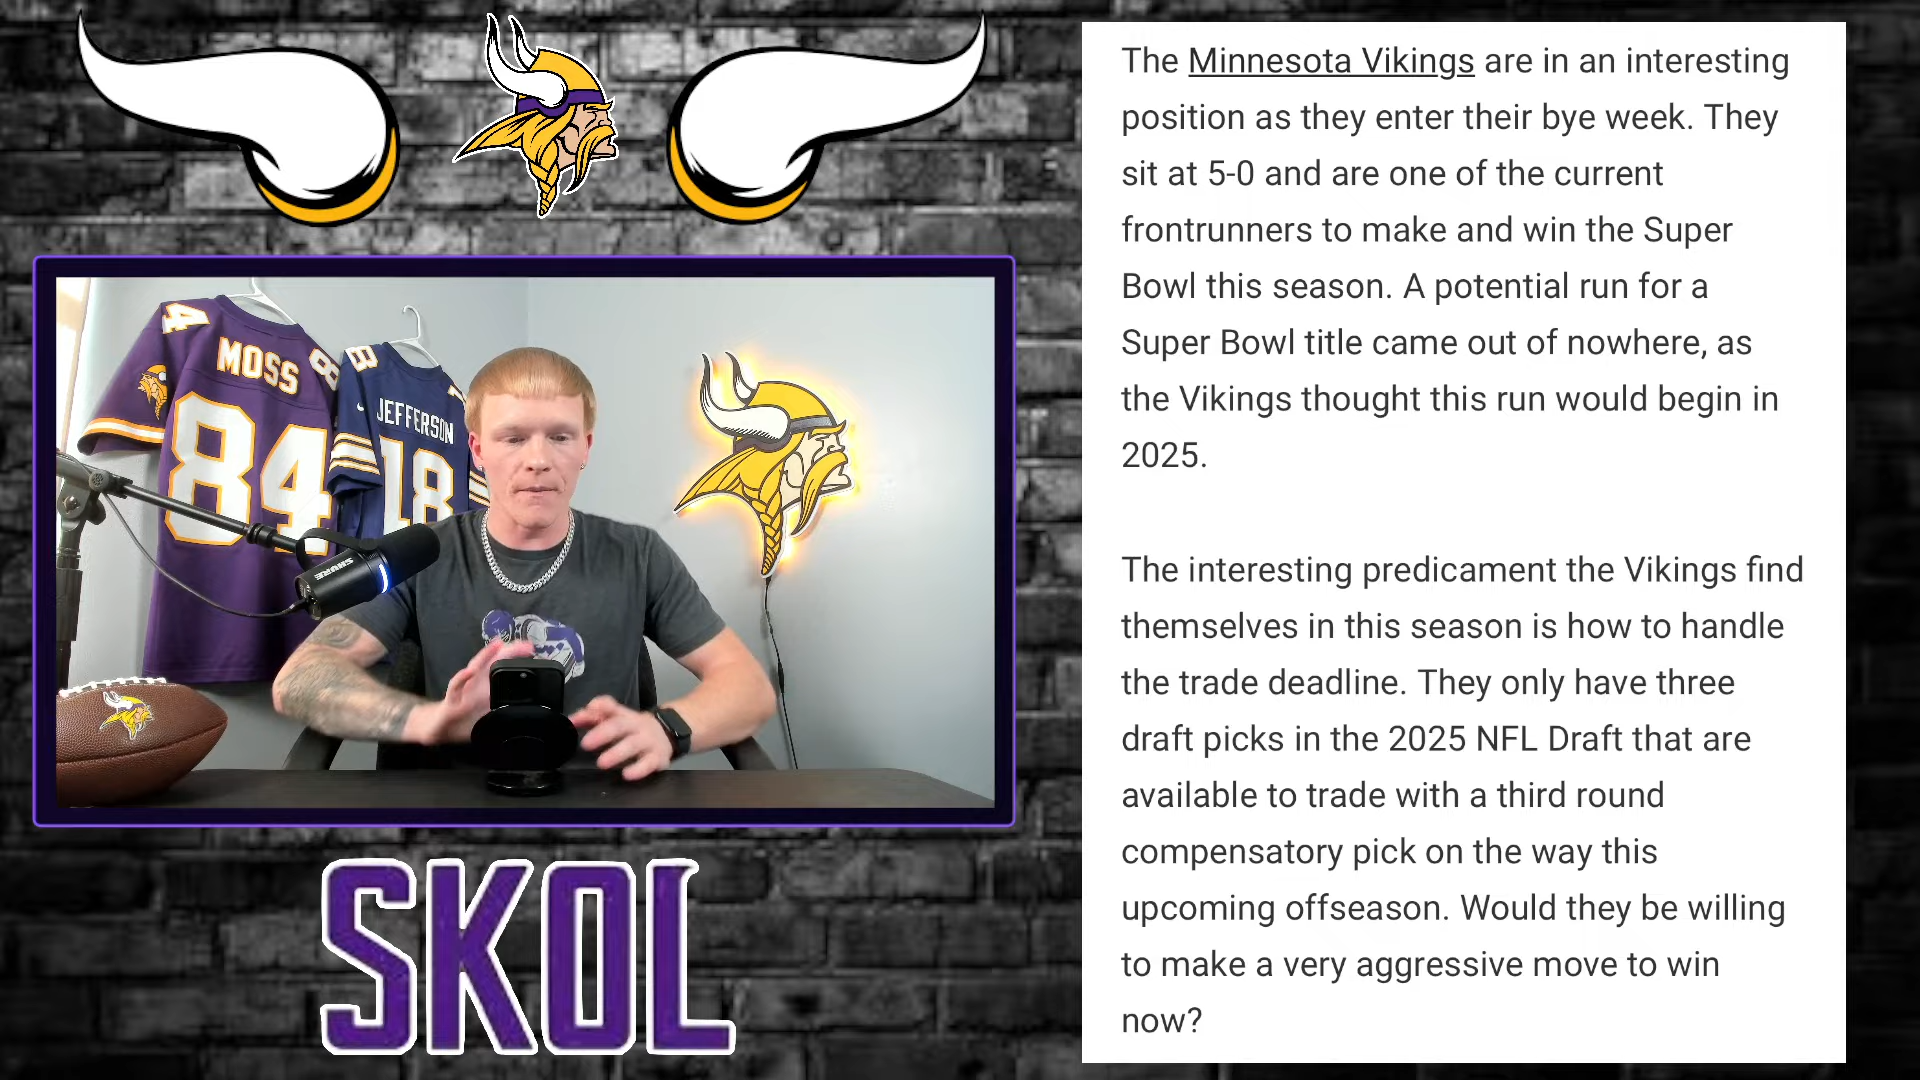 MOSS
84
4
8
JEFFERSON
18
8
SHURE
SKOL
The Minnesota Vikings are in an interesting
position as they enter their bye week. They
sit at 5-0 and are one of the current
frontrunners to make and win the Super
Bowl this season. A potential run for a
Super Bowl title came out of nowhere, as
the Vikings thought this run would begin in
2025.
The interesting predicament the Vikings find
themselves in this season is how to handle
the trade deadline. They only have three
draft picks in the 2025 NFL Draft that are
available to trade with a third round
compensatory pick on the way this
upcoming offseason. Would they be willing
to make a very aggressive move to win
now?